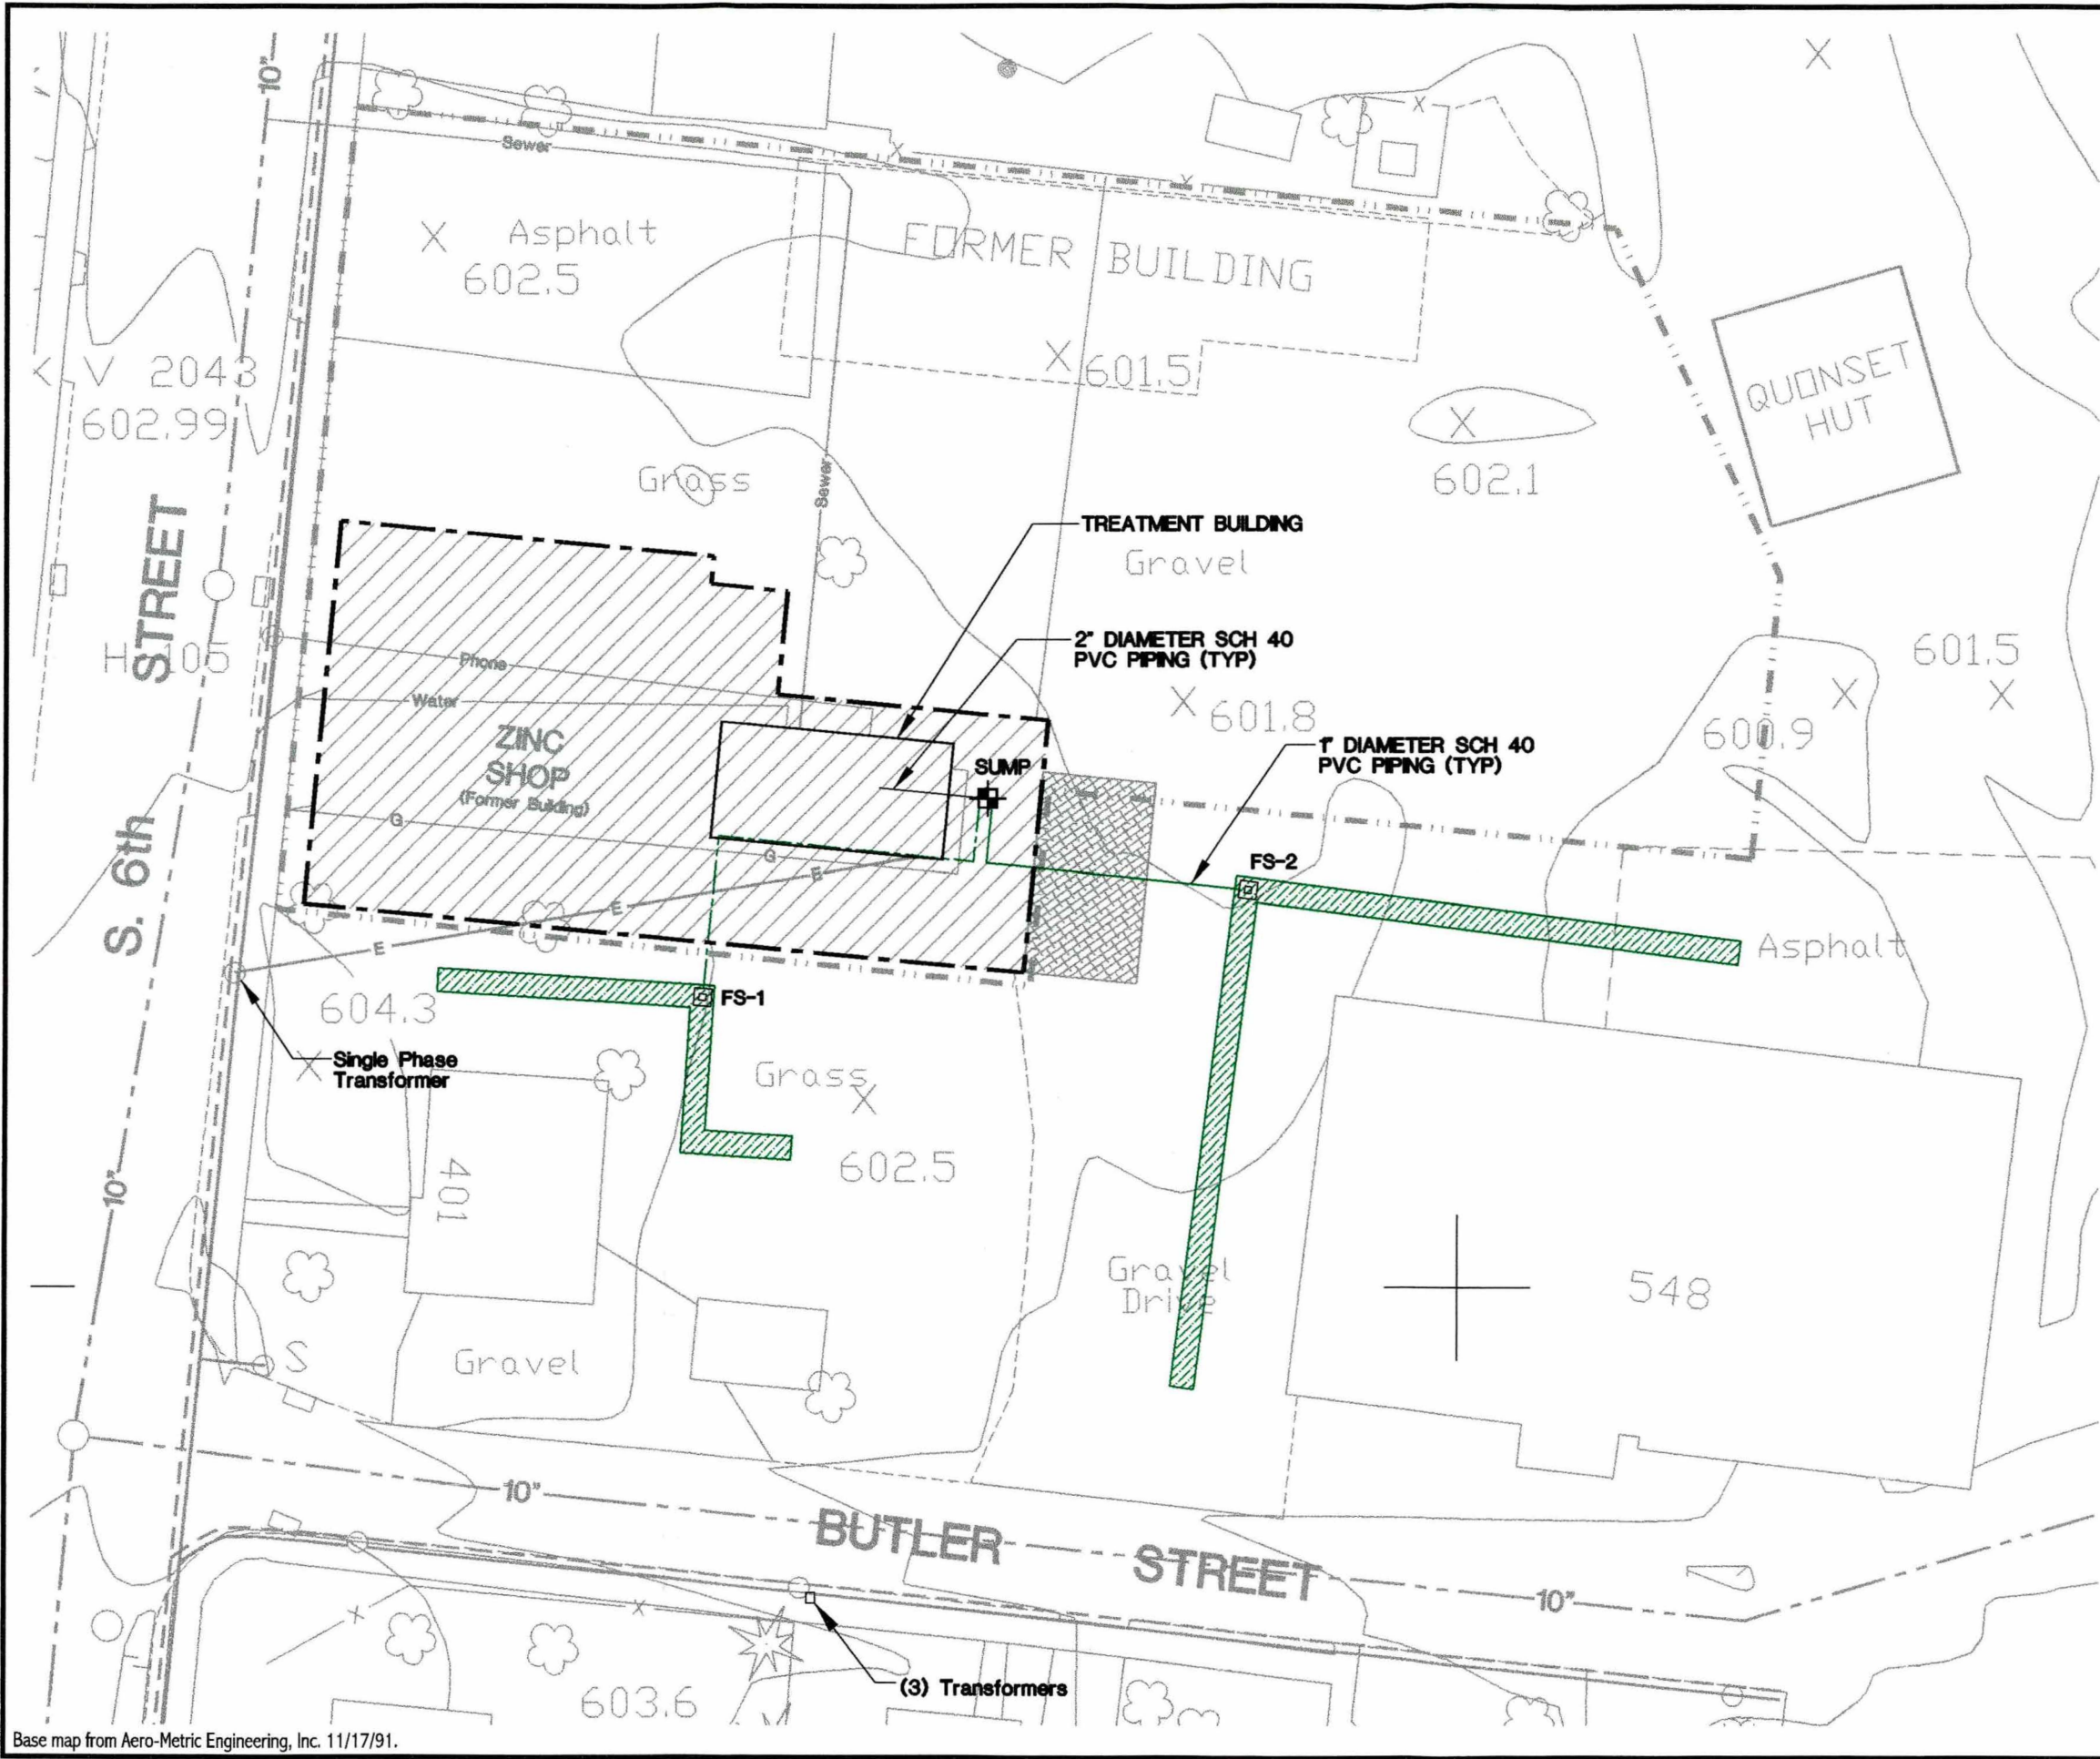 10"
Sewer
X
X
X
X
X Asphalt
602.5
FORMER BUILDING
X 601.5
QUONSET
HUT
V 2043
602.99
X
602.1
Grass
Sewer
TREATMENT BUILDING
Gravel
2" DIAMETER SCH 40
PVC PIPING (TYP)
S. 6th STREET
H 105
Phone
Water
ZINC
SHOP
(Former Building)
X 601.8
601.5
X
X
600.9
1" DIAMETER SCH 40
PVC PIPING (TYP)
SUMP
G
G
E
E
E
FS-2
Asphalt
FS-1
604.3
X
Single Phase
Transformer
Grass
X
602.5
401
10"
Gravel
Drive
548
S
Gravel
10"
BUTLER STREET
10"
X
X
(3) Transformers
603.6
Base map from Aero-Metric Engineering, Inc. 11/17/91.